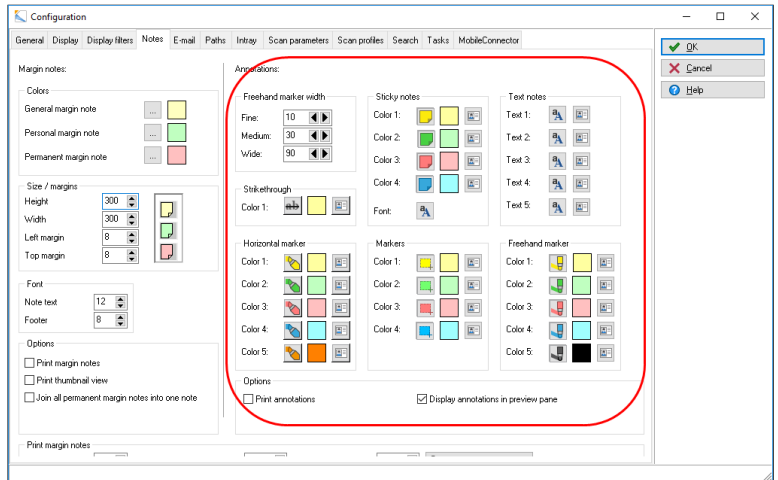 Configuration
General Display Display filters Notes E-mail Paths Intray Scan parameters Scan profiles Search Tasks MobileConnector
OK
Cancel
Help
Margin notes:
Colors
General margin note ...
Personal margin note ...
Permanent margin note ...
Size / margins
Height 300
Width 300
Left margin 8
Top margin 8
Font
Note text 12
Footer 8
Options
Print margin notes
Print thumbnail view
Join all permanent margin notes into one note
Print margin notes
Annotations:
Freehand marker width
Fine: 10
Medium: 30
Wide: 90
Strikethrough
Color 1: ab
Sticky notes
Color 1:
Color 2:
Color 3:
Color 4:
Font:
Text notes
Text 1:
Text 2:
Text 3:
Text 4:
Text 5:
Horizontal marker
Color 1:
Color 2:
Color 3:
Color 4:
Color 5:
Markers
Color 1:
Color 2:
Color 3:
Color 4:
Freehand marker
Color 1:
Color 2:
Color 3:
Color 4:
Color 5:
Options
Print annotations
Display annotations in preview pane